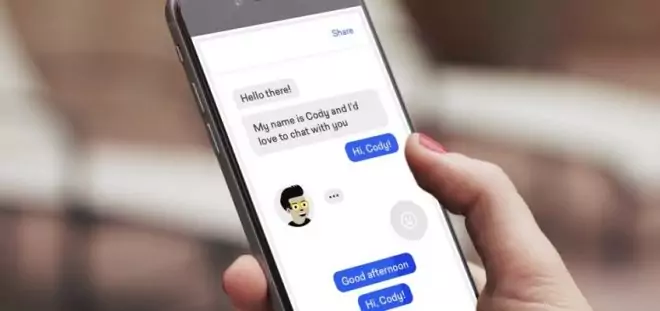 Share
Hello there!
My name is Cody and I'd
love to chat with you
Hi, Cody!
Good afternoon
Hi, Cody!